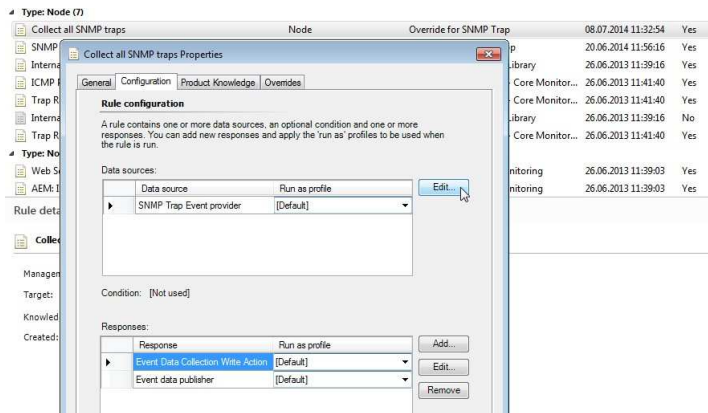 Type: Node (7)
Collect all SNMP traps Node Override for SNMP Trap 08.07.2014 11:32:54 Yes
SNMP 20.06.2014 11:56:16 Yes
Collect all SNMP traps Properties
Interna ibrary 26.06.2013 11:39:16 Yes
ICMP Core Monitor... 26.06.2013 11:41:40 Yes
General Configuration Product Knowledge Overrides
Trap R Core Monitor... 26.06.2013 11:41:40 Yes
Rule configuration
Interna ibrary 26.06.2013 11:39:16 No
A rule contains one or more data sources, an optional condition and one or more
responses. You can add new responses and apply the 'run as' profiles to be used when
the rule is run.
Trap R Core Monitor... 26.06.2013 11:41:40 Yes
Type: No
Data sources:
Web S nitoring 26.06.2013 11:39:03 Yes
Data source Run as profile Edit...
AEM: I nitoring 26.06.2013 11:39:03 Yes
SNMP Trap Event provider [Default]
Rule deta
Collec
Managem
Target:
Condition: [Not used]
Knowled
Responses:
Created:
Response Run as profile Add...
Event Data Collection Write Action [Default]
Edit...
Event data publisher [Default]
Remove